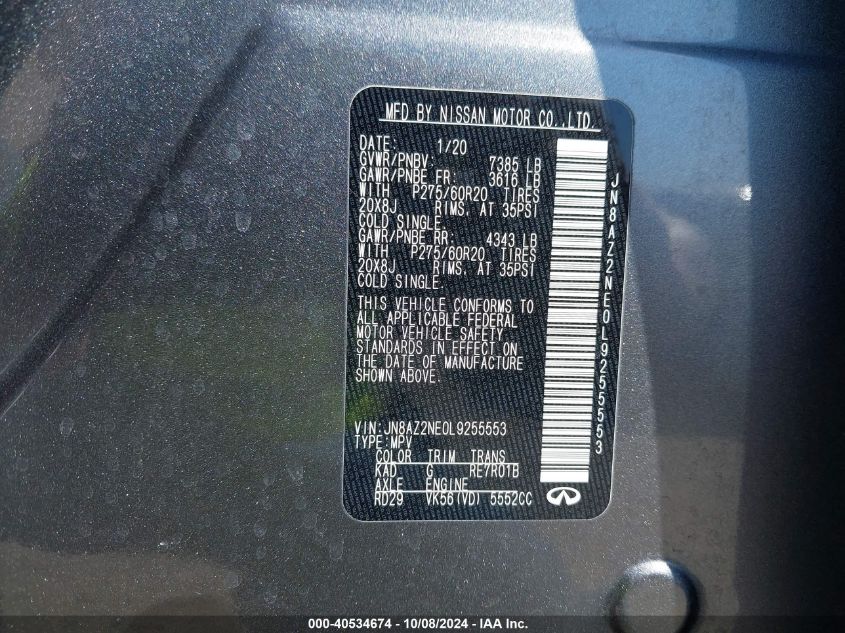 MFD BY NISSAN MOTOR CO.,LTD.
DATE: 1/20
GVWR/PNBV: 7385 LB
GAWR/PNBE FR: 3616 LB
WITH P275/60R20 TIRES
20X8J RIMS, AT 35PSI
COLD SINGLE.
GAWR/PNBE RR: 4343 LB
WITH P275/60R20 TIRES
20X8J RIMS, AT 35PSI
COLD SINGLE.
THIS VEHICLE CONFORMS TO
ALL APPLICABLE FEDERAL
MOTOR VEHICLE SAFETY
STANDARDS IN EFFECT ON
THE DATE OF MANUFACTURE
SHOWN ABOVE.
VIN:JN8AZ2NE0L9255553
TYPE:MPV
COLOR TRIM TRANS
KAD G RE7R01B
AXLE ENGINE
RD29 VK56(VD) 5552CC
JN8AZ2NE0L9255553
000-40534674 - 10/08/2024 - IAA Inc.